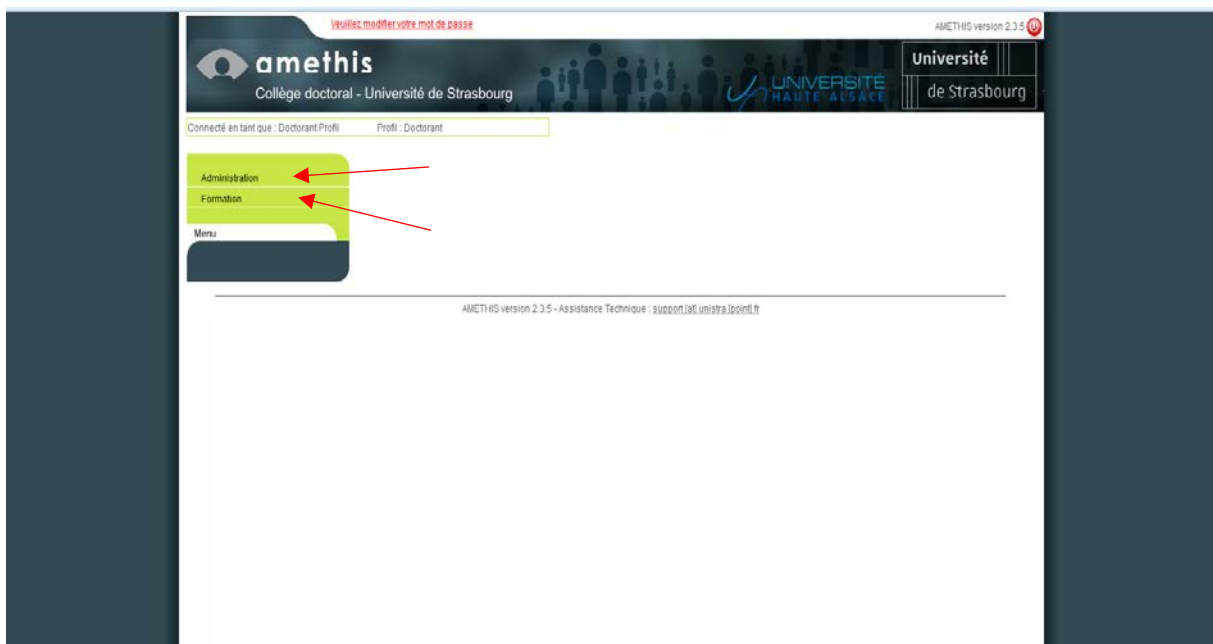 Veuillez modifier votre mot de passe
AMETHIS version 2.3.5
amethis
Collège doctoral - Université de Strasbourg
UNIVERSITÉ
HAUTE-ALSACE
Université
de Strasbourg
Connecté en tant que : Doctorant Profil Profil : Doctorant
Administration
Formation
Menu
AMETHIS version 2.3.5 - Assistance Technique : support [at] unistra [point] fr